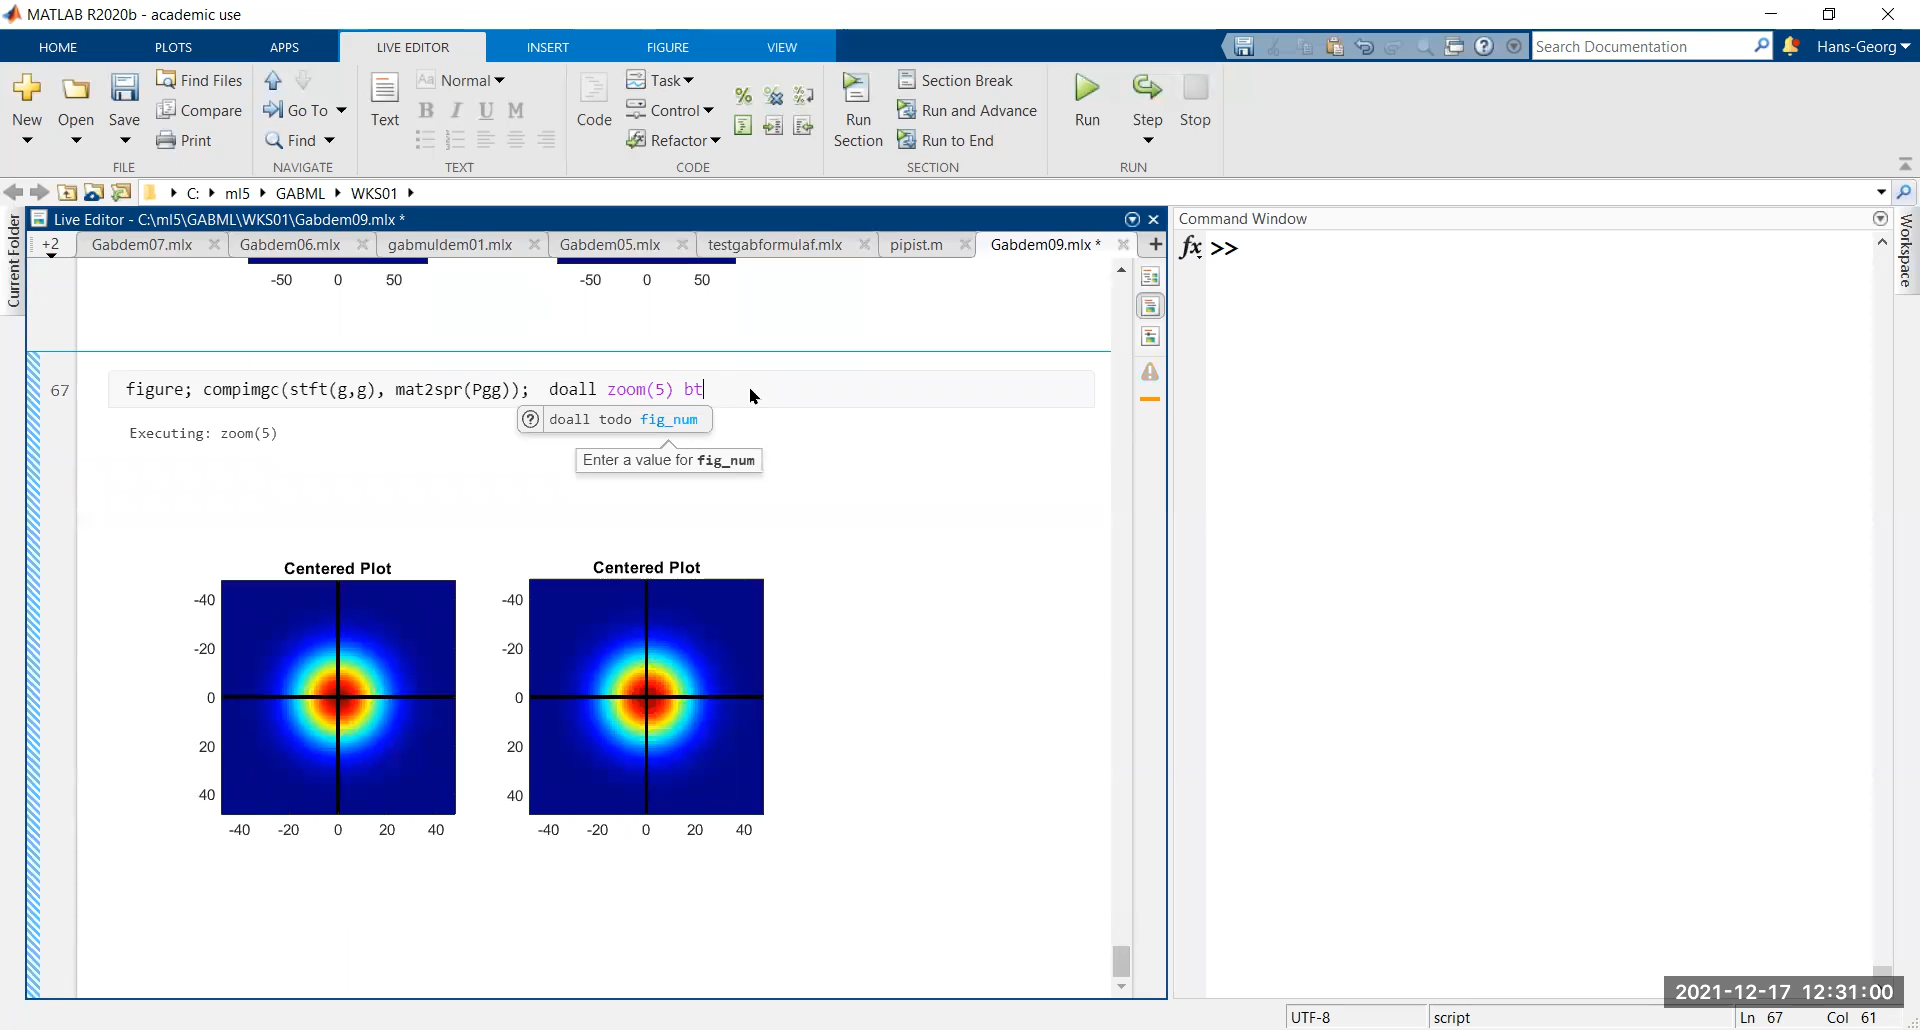 MATLAB R2020b - academic use
HOME PLOTS APPS LIVE EDITOR INSERT FIGURE VIEW Search Documentation Hans-Georg
New Open Save Find Files Compare Print
Go To Find
Text Aa Normal B I U M
Code Task Control Refactor
Run Section Section Break Run and Advance Run to End
Run Step Stop
FILE NAVIGATE TEXT CODE SECTION RUN
C: ml5 GABML WKS01
Current Folder
Live Editor - C:\ml5\GABML\WKS01\Gabdem09.mlx *
Command Window
Workspace
+2 Gabdem07.mlx Gabdem06.mlx gabmuldem01.mlx Gabdem05.mlx testgabformulaf.mlx pipist.m Gabdem09.mlx * +
fx >>
-50 0 50 -50 0 50
67 figure; compimgc(stft(g,g), mat2spr(Pgg)); doall zoom(5) bt
doall todo fig_num
Executing: zoom(5)
Enter a value for fig_num
Centered Plot Centered Plot
-40 -40
-20 -20
0 0
20 20
40 40
-40 -20 0 20 40 -40 -20 0 20 40
2021-12-17 12:31:00
UTF-8 script Ln 67 Col 61